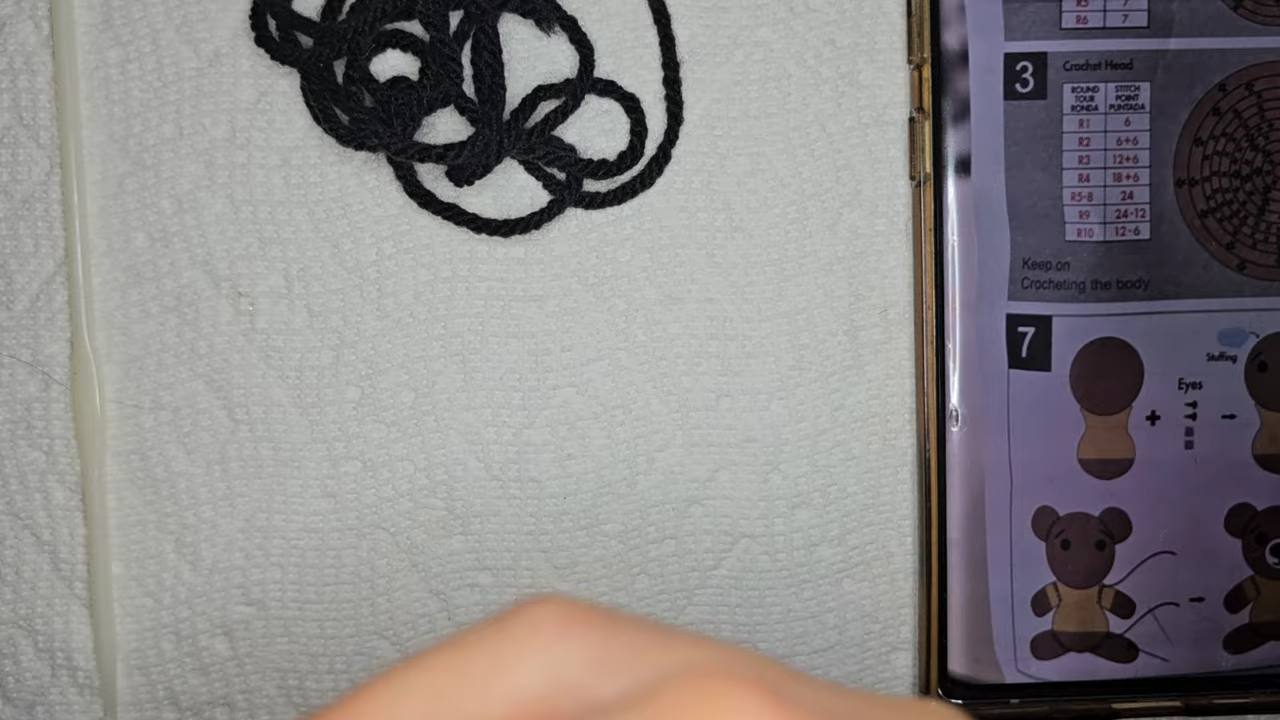 R5 7
R6 7
3
Crochet Head
ROUND TOUR RONDA
STITCH POINT PUNTADA
R1 6
R2 6+6
R3 12+6
R4 18+6
R5-8 24
R9 24-12
R10 12-6
Keep on
Crocheting the body
7
Stuffing
Eyes
+